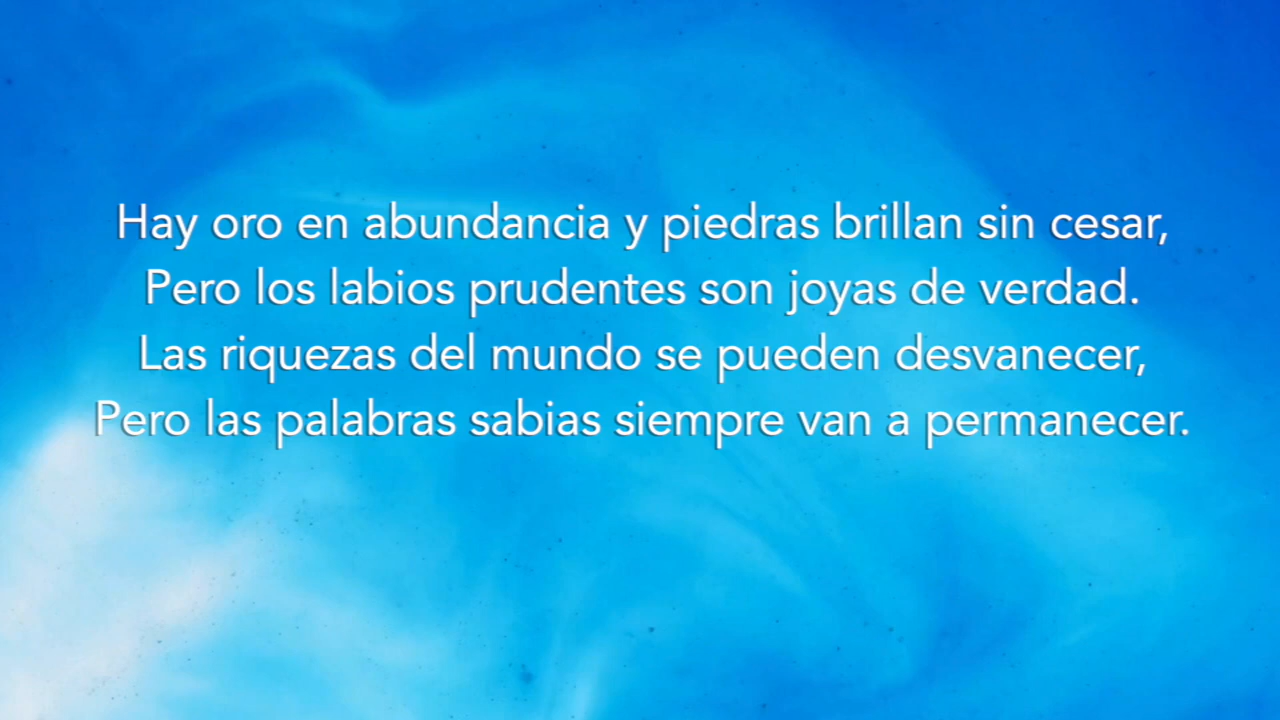 Hay oro en abundancia y piedras brillan sin cesar,
Pero los labios prudentes son joyas de verdad.
Las riquezas del mundo se pueden desvanecer,
Pero las palabras sabias siempre van a permanecer.